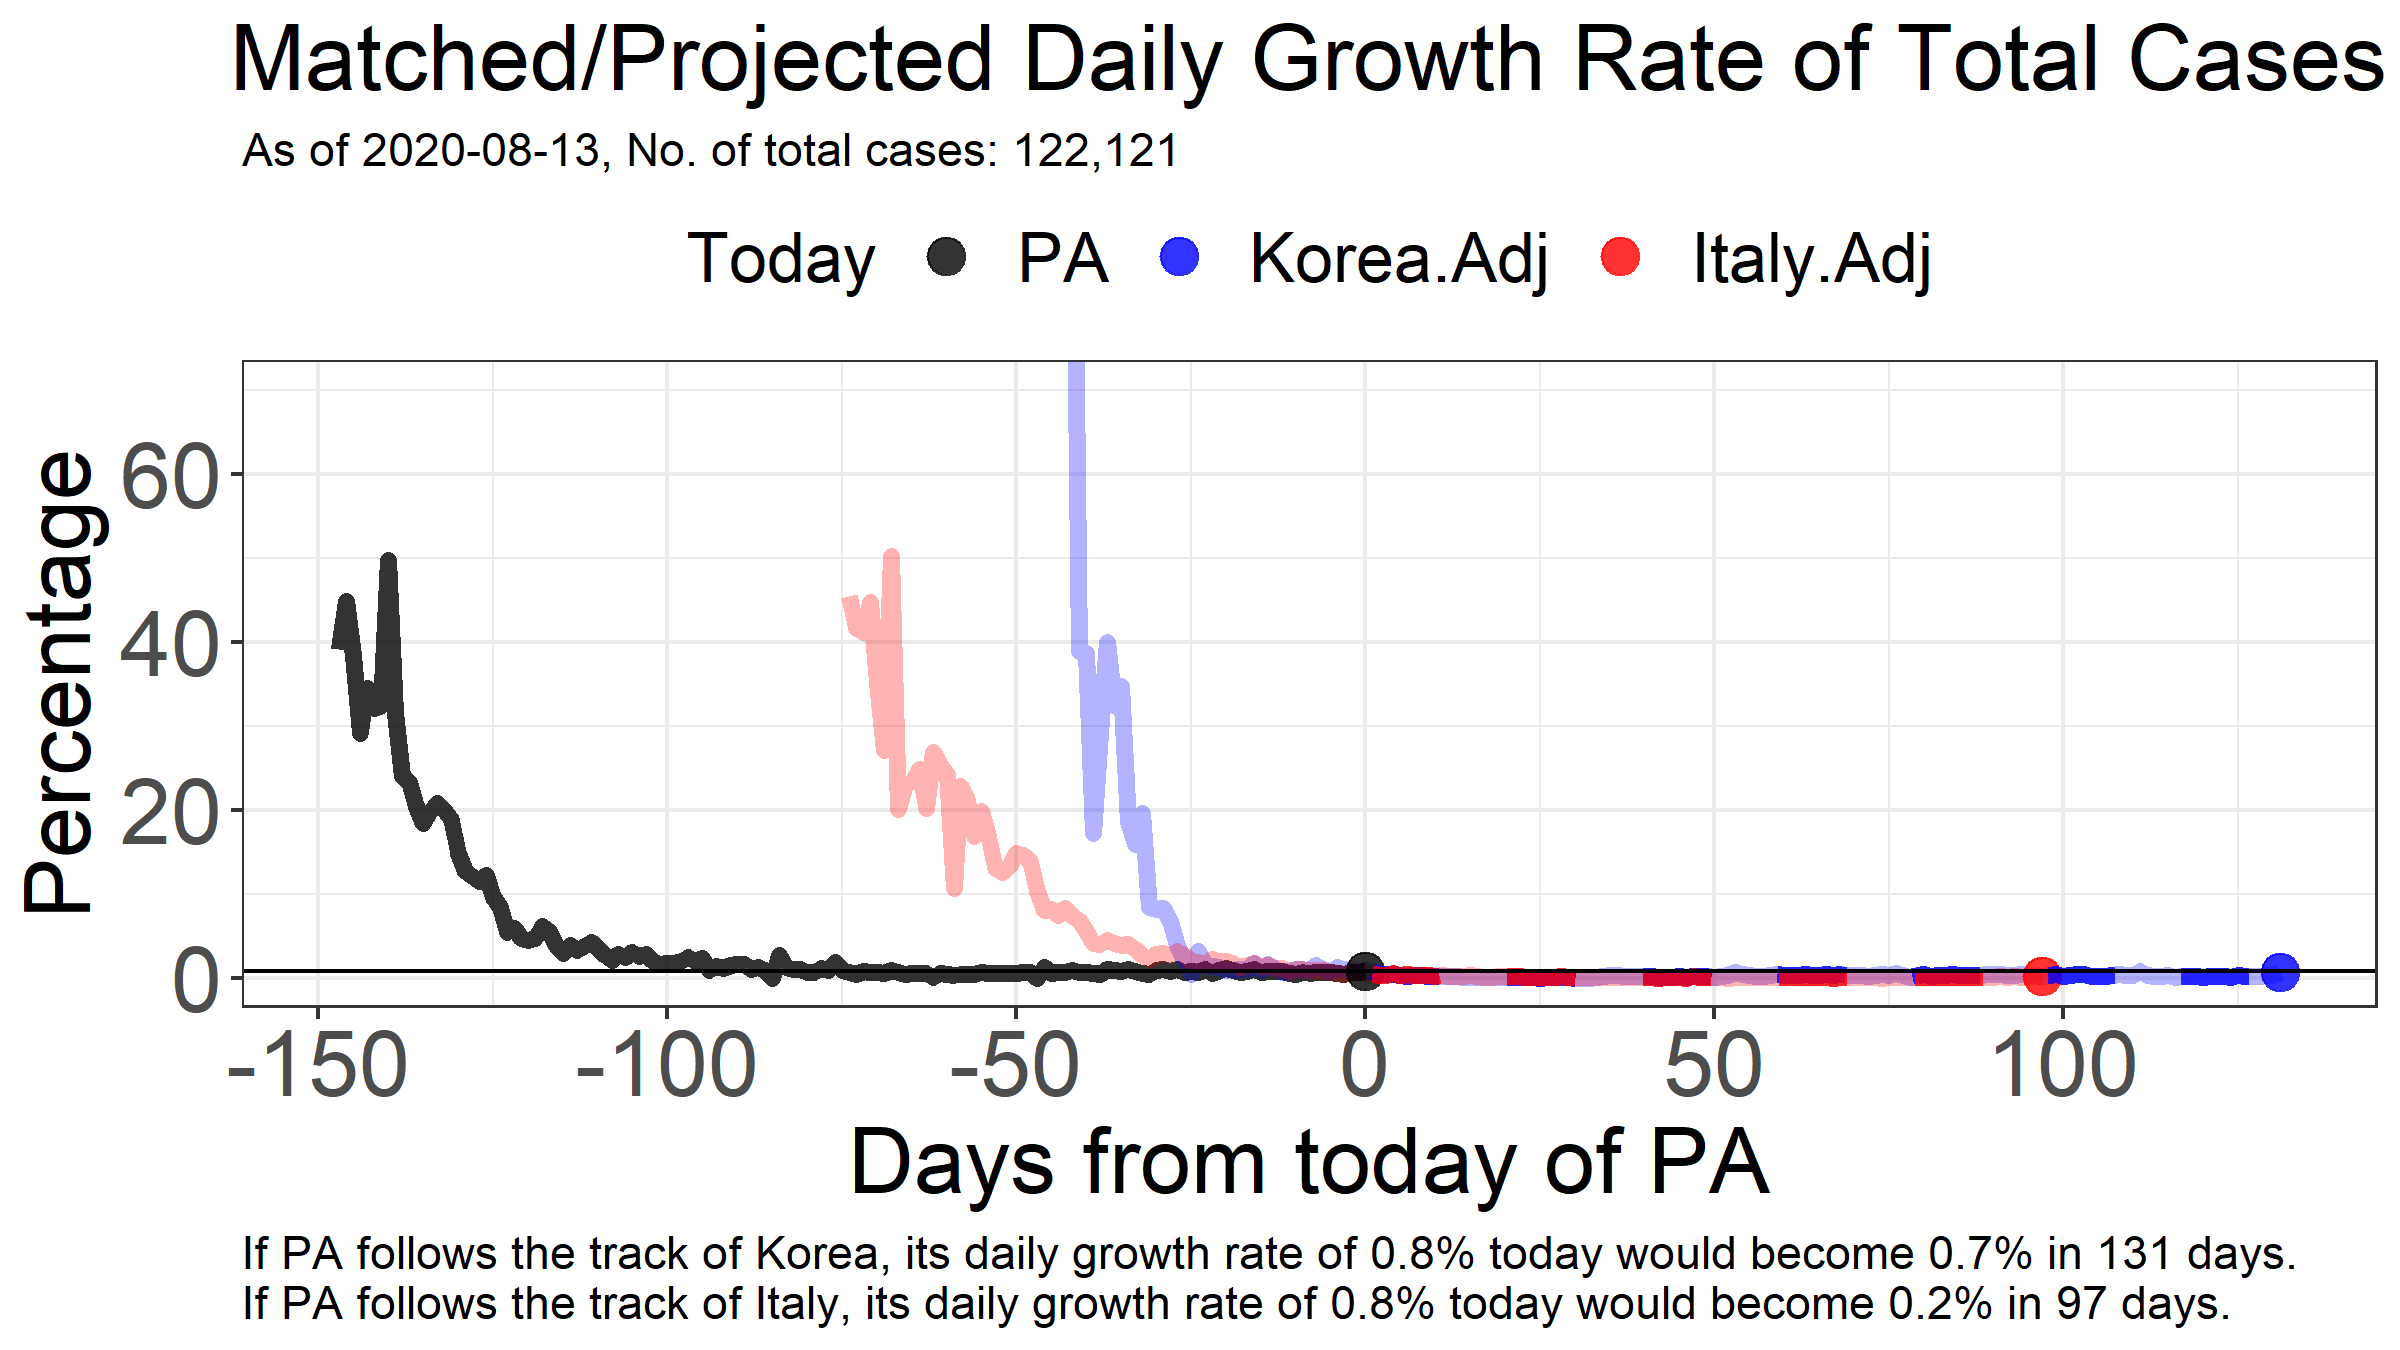 Matched/Projected Daily Growth Rate of Total Cases
As of 2020-08-13, No. of total cases: 122,121
Today PA Korea.Adj Italy.Adj
Percentage
60
40
20
0
-150 -100 -50 0 50 100
Days from today of PA
If PA follows the track of Korea, its daily growth rate of 0.8% today would become 0.7% in 131 days.
If PA follows the track of Italy, its daily growth rate of 0.8% today would become 0.2% in 97 days.